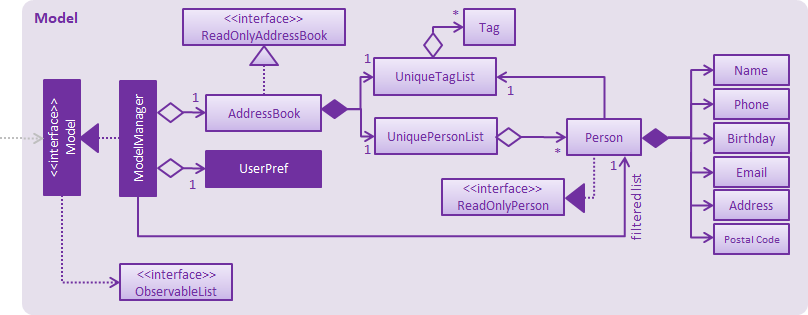 Model
<<interface>>
ReadOnlyAddressBook
*
Tag
1
UniqueTagList
1
Name
<<interface>>
Model
ModelManager
1
AddressBook
Phone
UniquePersonList
1
*
Person
1
Birthday
UserPref
1
Email
<<interface>>
ReadOnlyPerson
filtered list
Address
Postal Code
<<interface>>
ObservableList